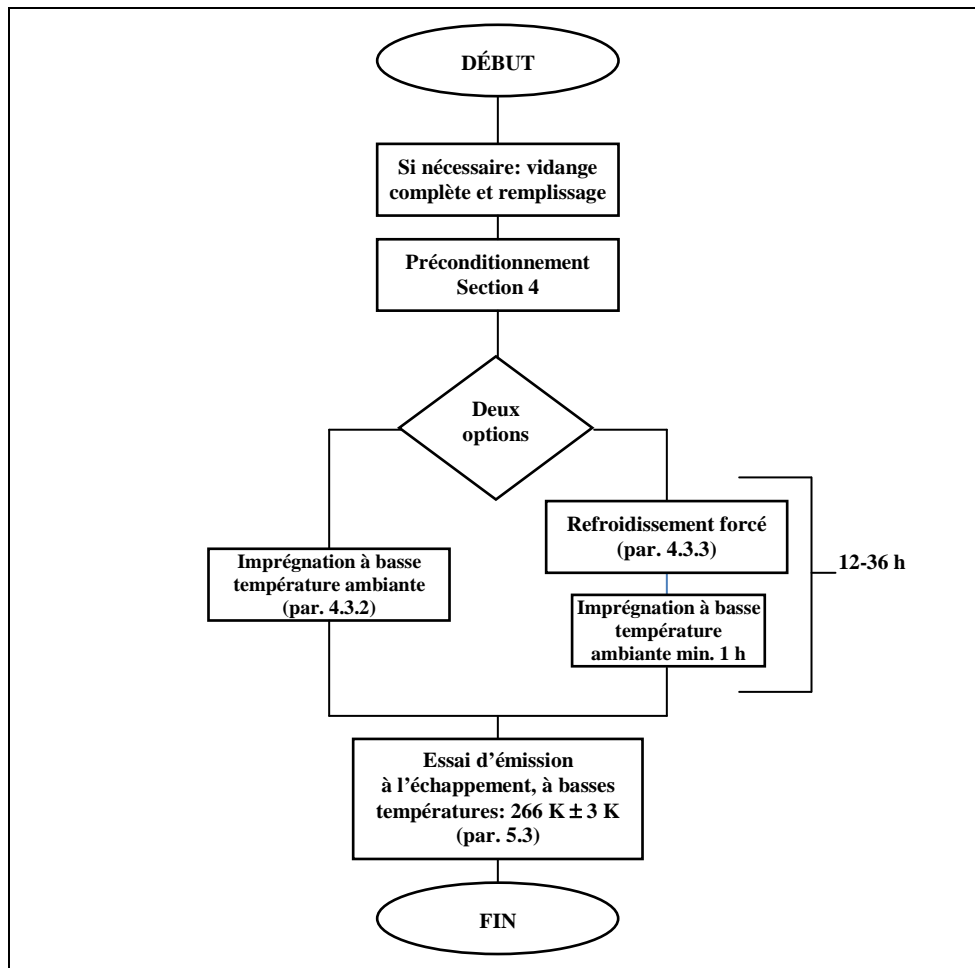 DÉBUT
Si nécessaire: vidange
complète et remplissage
Préconditionnement
Section 4
Deux
options
Imprégnation à basse
température ambiante
(par. 4.3.2)
Refroidissement forcé
(par. 4.3.3)
Imprégnation à basse
température
ambiante min. 1 h
12-36 h
Essai d’émission
à l’échappement, à basses
températures: 266 K ± 3 K
(par. 5.3)
FIN